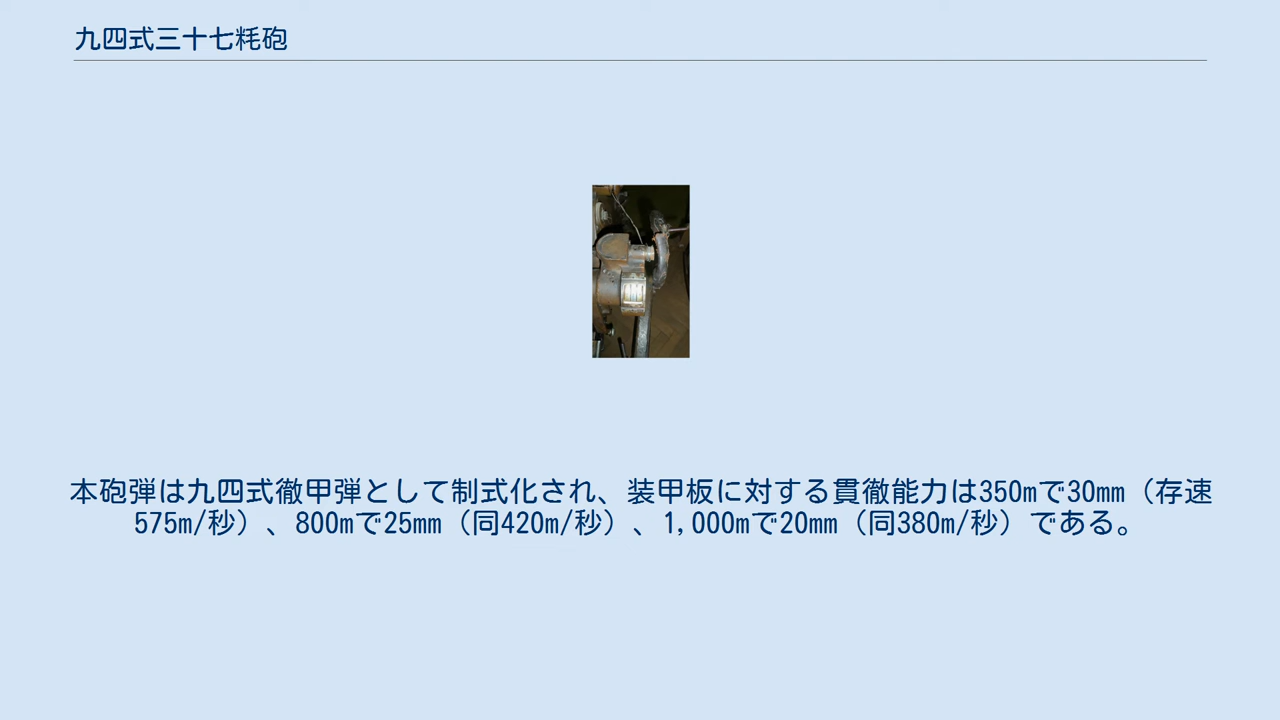 九四式三十七粍砲
本砲弾は九四式徹甲弾として制式化され、装甲板に対する貫徹能力は350mで30mm（存速
575m/秒）、800mで25mm（同420m/秒）、1,000mで20mm（同380m/秒）である。